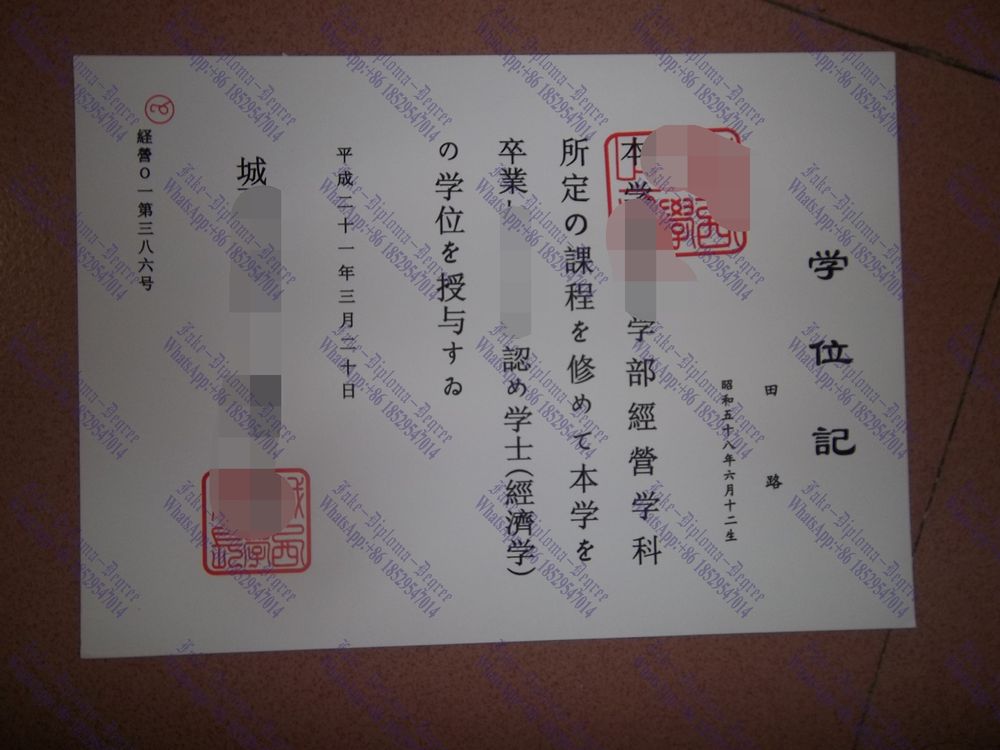 学位記
田路
昭和五十八年六月十二生
本学
学部經營学科
所定の課程を修めて本学を
卒業
認め学士(經濟学)
の学位を授与すゐ
平成二十一年三月二十日
城
経營0一第三八六号
Fake-Diploma-Degree
WhatsApp:+86 18529547014